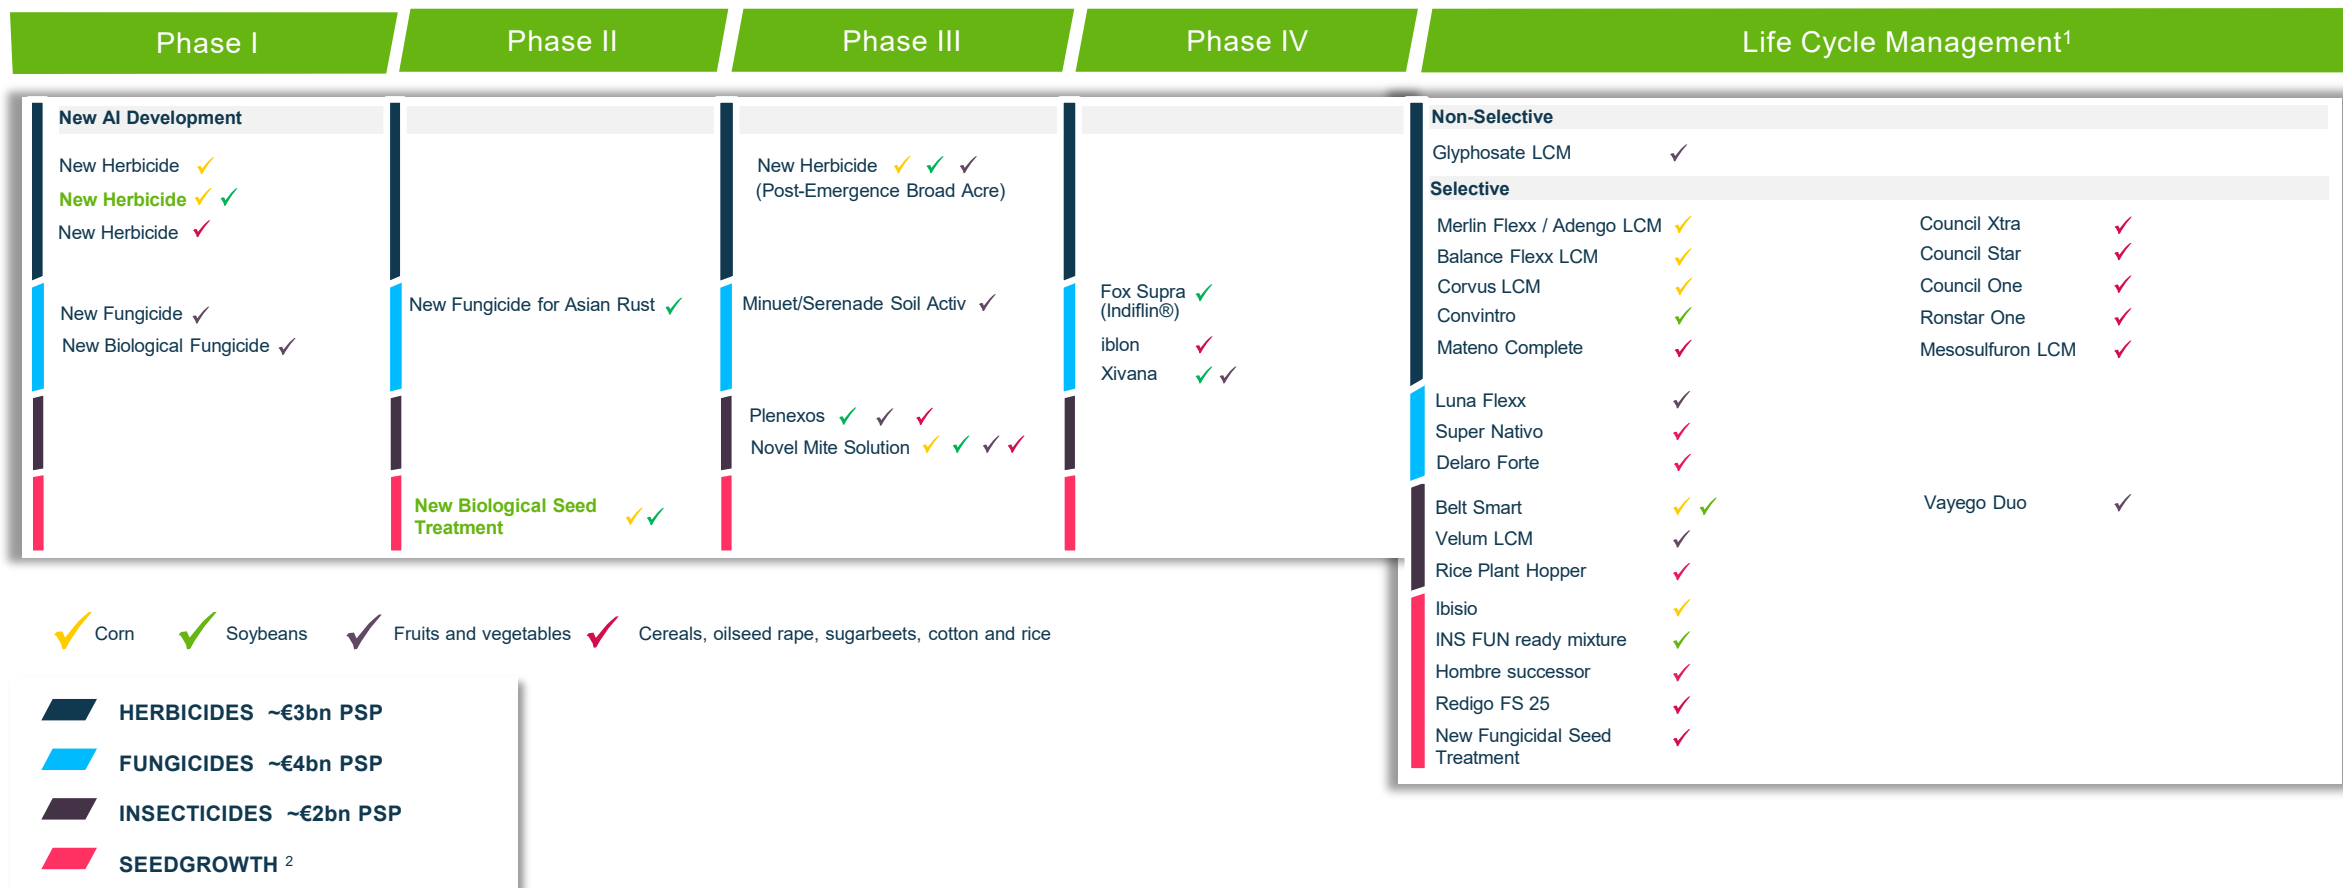 Phase I
Phase II
Phase III
Phase IV
Life Cycle Management1
New AI Development
New Herbicide
New Herbicide
New Herbicide
New Fungicide
New Biological Fungicide
New Fungicide for Asian Rust
New Biological Seed
Treatment
New Herbicide
(Post-Emergence Broad Acre)
Minuet/Serenade Soil Activ
Plenexos
Novel Mite Solution
Fox Supra
(Indiflin®)
iblon
Xivana
Non-Selective
Glyphosate LCM
Selective
Merlin Flexx / Adengo LCM
Balance Flexx LCM
Corvus LCM
Convintro
Mateno Complete
Council Xtra
Council Star
Council One
Ronstar One
Mesosulfuron LCM
Luna Flexx
Super Nativo
Delaro Forte
Belt Smart
Velum LCM
Rice Plant Hopper
Vayego Duo
Ibisio
INS FUN ready mixture
Hombre successor
Redigo FS 25
New Fungicidal Seed
Treatment
Corn
Soybeans
Fruits and vegetables
Cereals, oilseed rape, sugarbeets, cotton and rice
HERBICIDES ~€3bn PSP
FUNGICIDES ~€4bn PSP
INSECTICIDES ~€2bn PSP
SEEDGROWTH 2